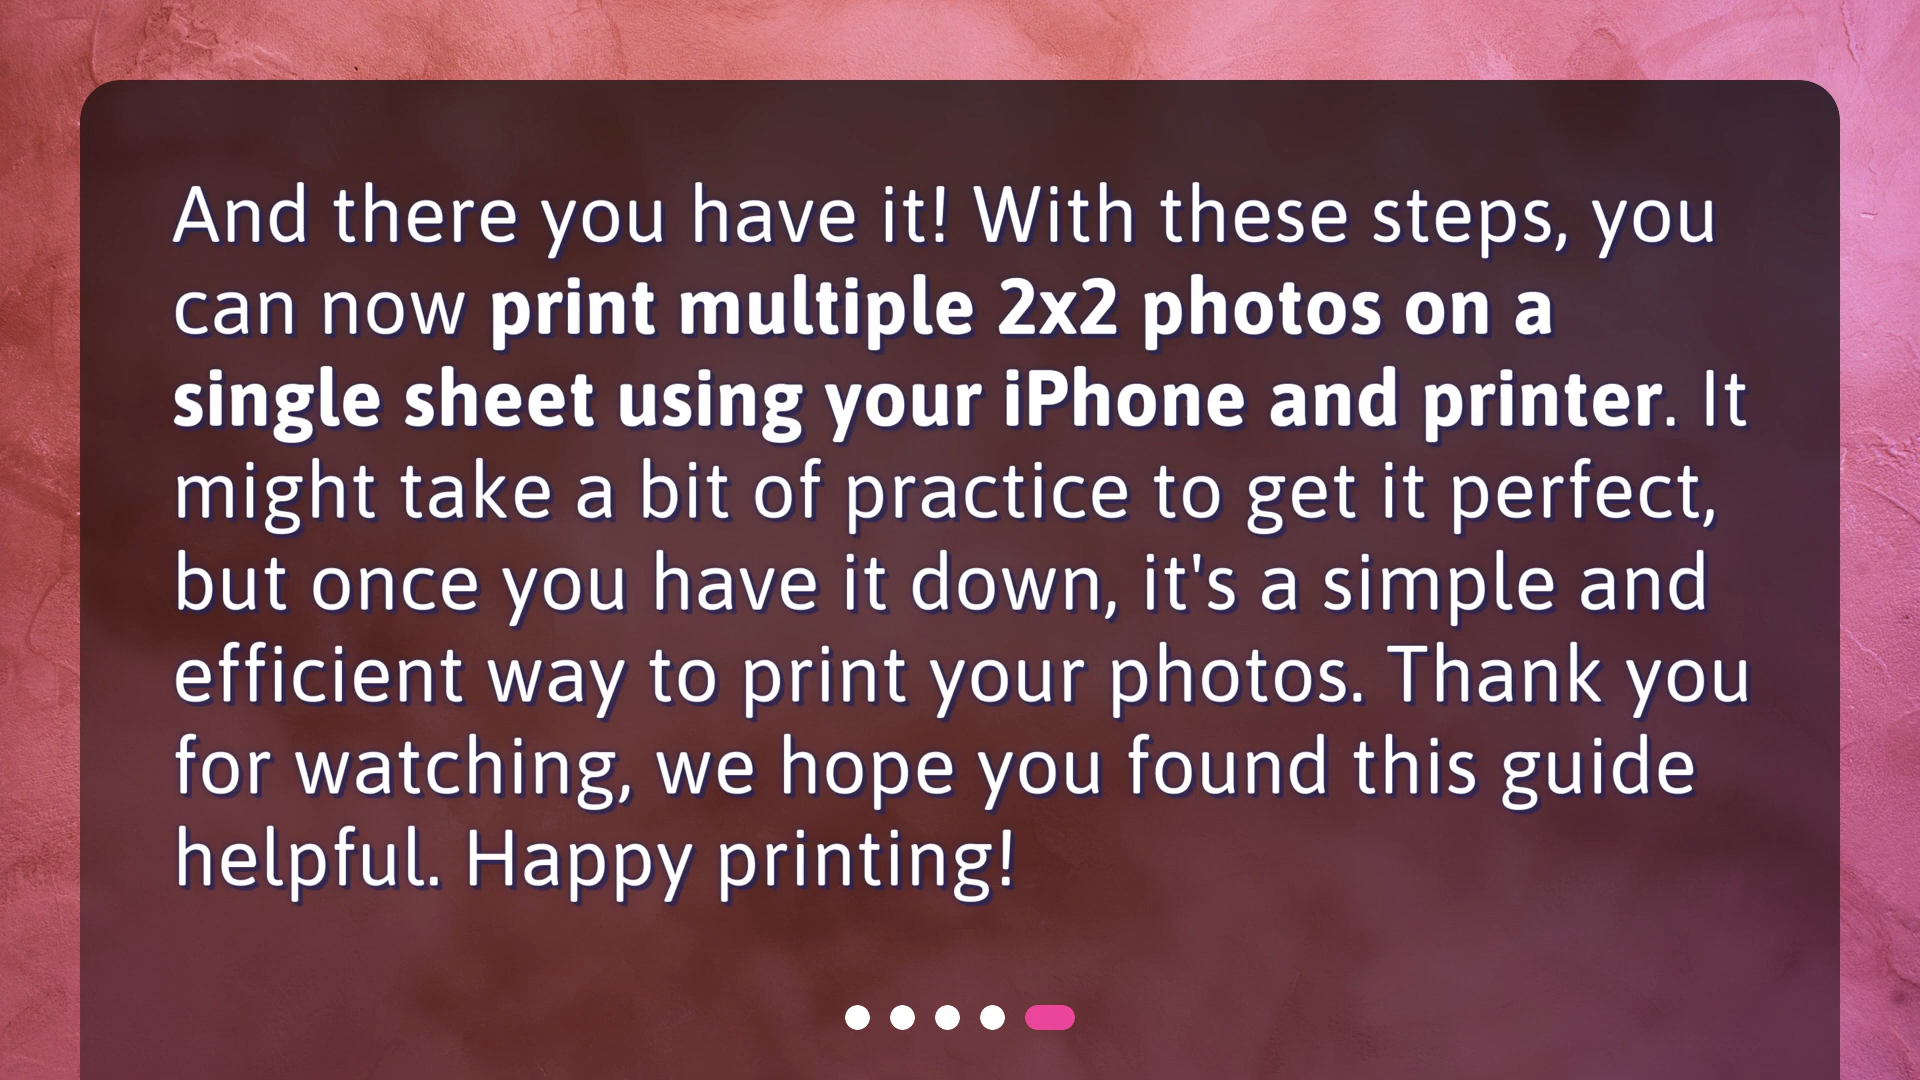 And there you have it! With these steps, you
can now print multiple 2x2 photos on a
single sheet using your iPhone and printer. It
might take a bit of practice to get it perfect,
but once you have it down, it's a simple and
efficient way to print your photos. Thank you
for watching, we hope you found this guide
helpful. Happy printing!